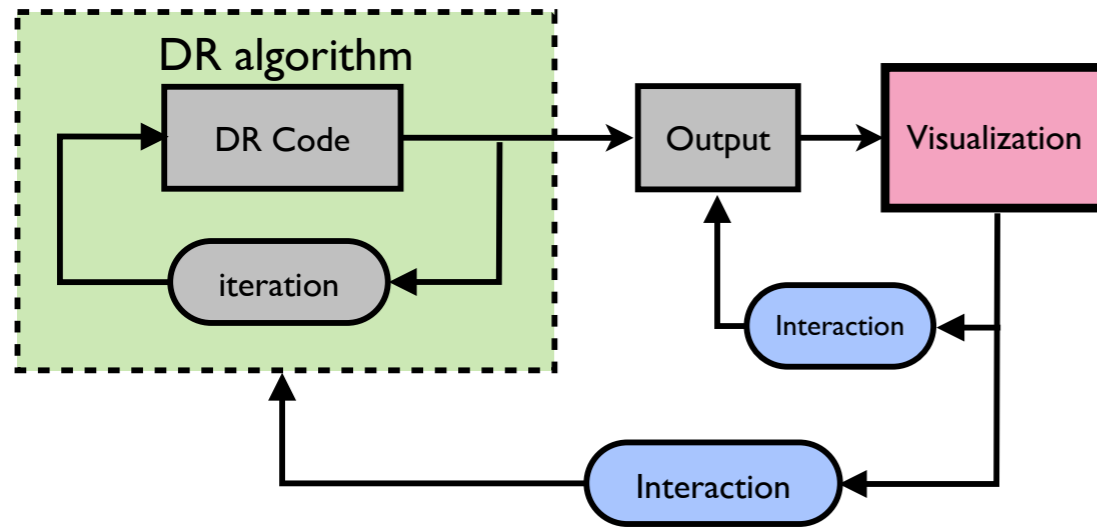 DR algorithm
DR Code
Output
Visualization
iteration
Interaction
Interaction